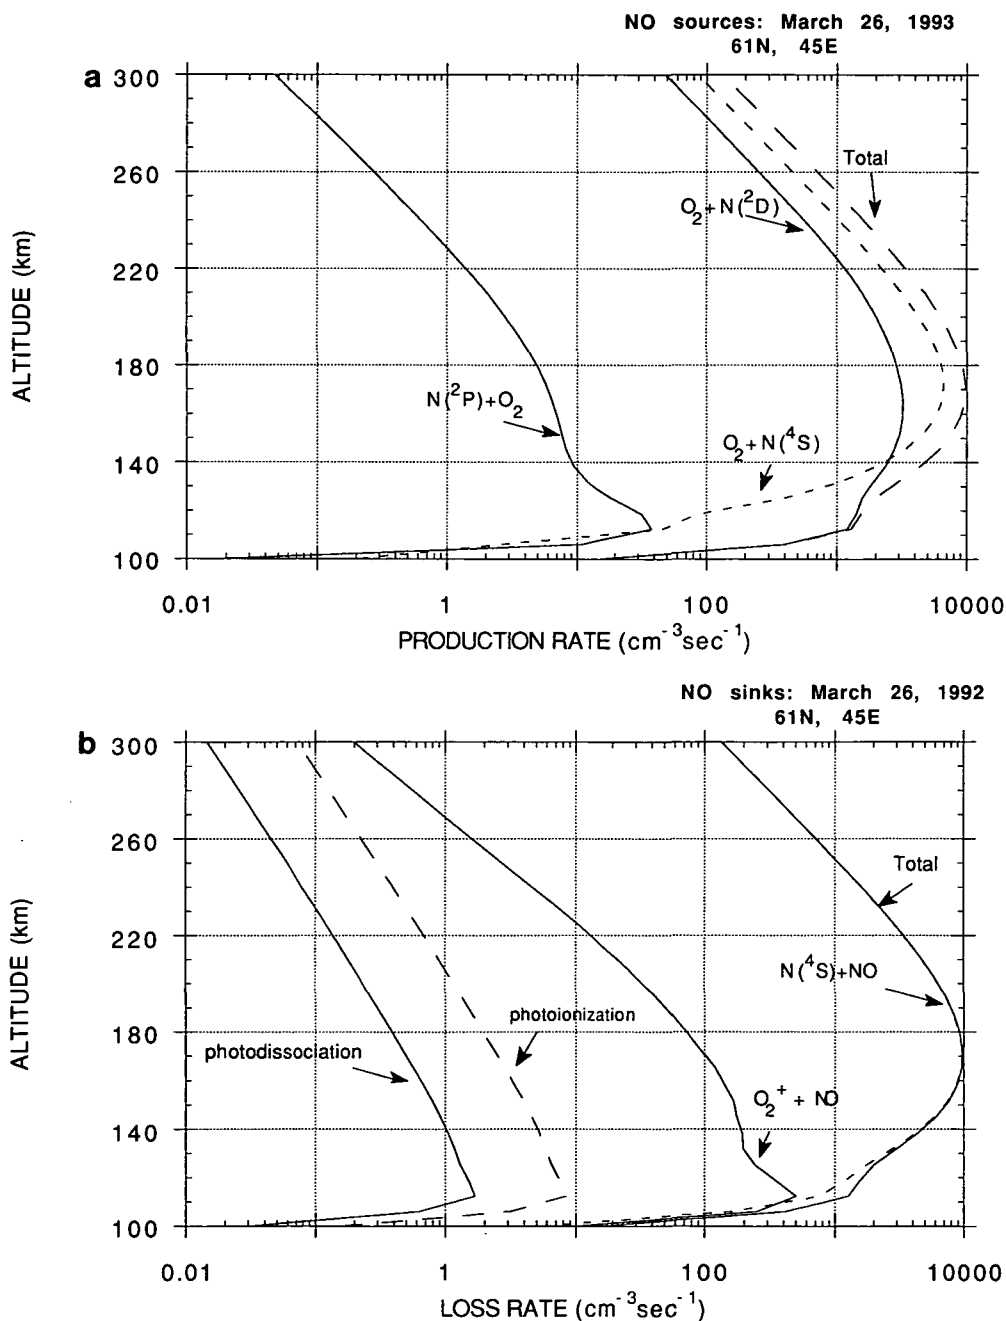 NO sources: March 26, 1993
61N, 45E
a
300
260
220
180
140
100
ALTITUDE (km)
Total
O₂+N(²D)
N(²P)+O₂
O₂+N(⁴S)
0.01 1 100 10000
PRODUCTION RATE (cm⁻³sec⁻¹)
NO sinks: March 26, 1992
61N, 45E
b
300
260
220
180
140
100
ALTITUDE (km)
Total
N(⁴S)+NO
photoionization
photodissociation
O₂⁺ + NO
0.01 1 100 10000
LOSS RATE (cm⁻³sec⁻¹)